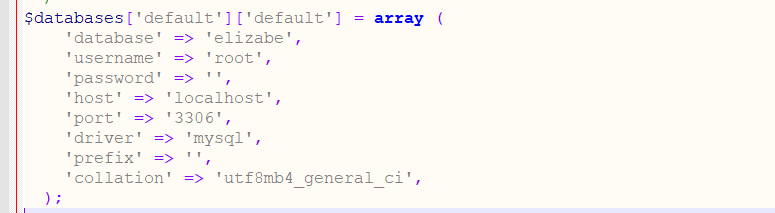 $databases['default']['default'] = array (
'database' => 'elizabe',
'username' => 'root',
'password' => '',
'host' => 'localhost',
'port' => '3306',
'driver' => 'mysql',
'prefix' => '',
'collation' => 'utf8mb4_general_ci',
);